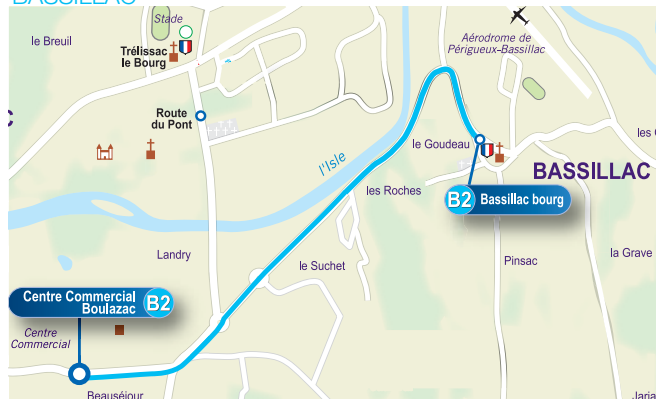 BASSILLAC
Stade
le Breuil
Trélissac
le Bourg
Aérodrome de
Périgueux-Bassillac
Route
du Pont
l'Isle
le Goudeau
BASSILLAC
les Roches
B2 Bassillac bourg
Landry
le Suchet
Pinsac
la Grave
Centre Commercial
Boulazac B2
Centre
Commercial
Beauséjour